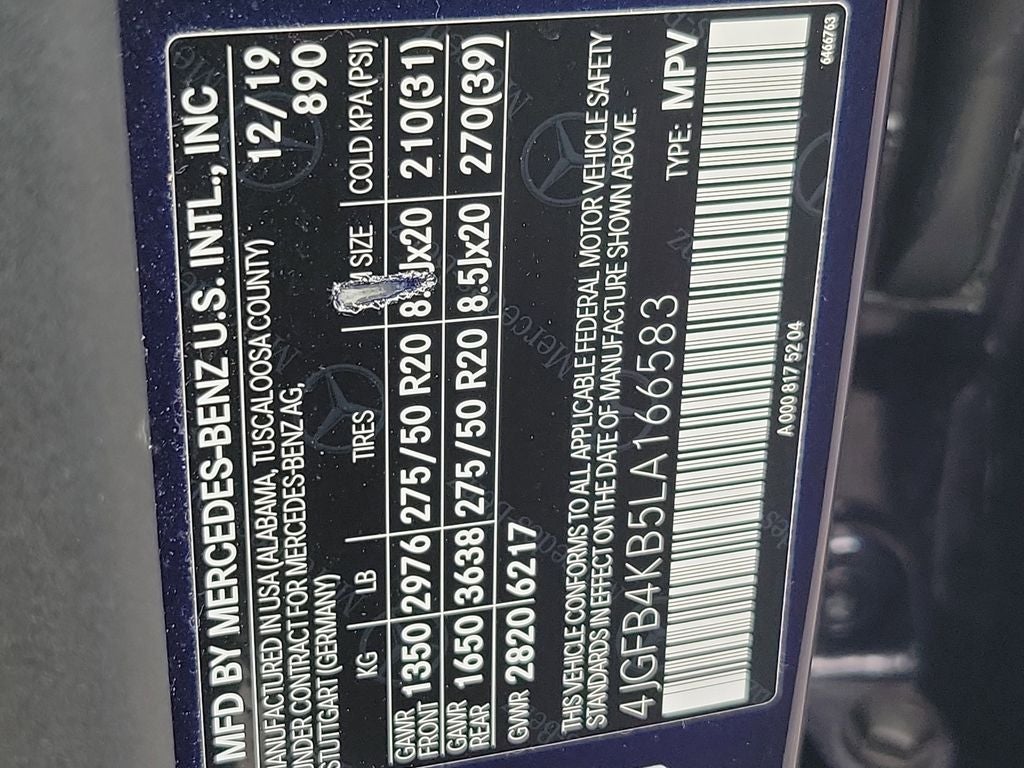 MFD BY MERCEDES-BENZ U.S. INTL., INC
MANUFACTURED IN USA (ALABAMA, TUSCALOOSA COUNTY) 12/19
UNDER CONTRACT FOR MERCEDES-BENZ AG, 890
STUTTGART (GERMANY)
KG LB TIRES SIZE COLD KPA (PSI)
GAWR FRONT 1350 2976 275/50 R20 8. Jx20 210(31)
GAWR REAR 1650 3638 275/50 R20 8.5Jx20 270(39)
GVWR 2820 6217
THIS VEHICLE CONFORMS TO ALL APPLICABLE FEDERAL MOTOR VEHICLE SAFETY
STANDARDS IN EFFECT ON THE DATE OF MANUFACTURE SHOWN ABOVE.
4JGFB4KB5LA166583 TYPE: MPV
A 000 817 52 04
6466763